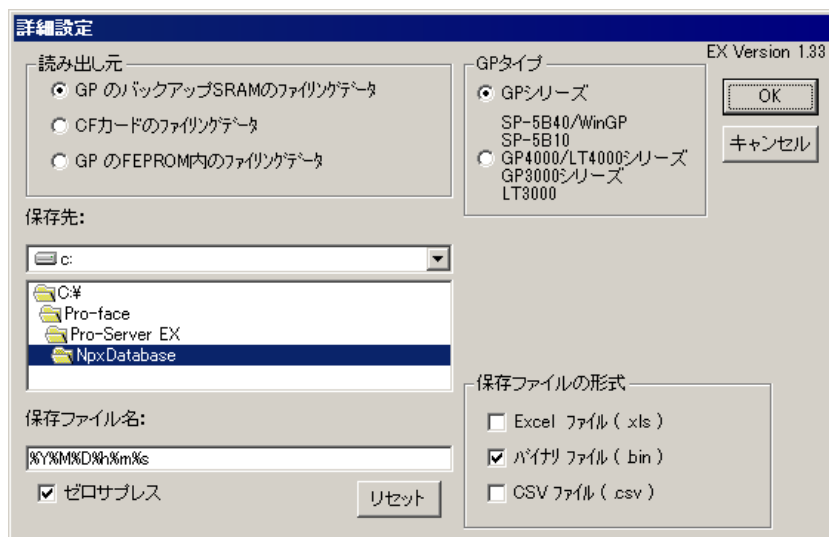 詳細設定
EX Version 1.33
読み出し元
GP のバックアップSRAMのファイリングデータ
CFカードのファイリングデータ
GP のFEPROM内のファイリングデータ
GPタイプ
GPシリーズ
SP-5B40/WinGP
SP-5B10
GP4000/LT4000シリーズ
GP3000シリーズ
LT3000
OK
キャンセル
保存先:
c:
C:¥
Pro-face
Pro-Server EX
NpxDatabase
保存ファイル名:
%Y%M%D%h%m%s
ゼロサプレス
リセット
保存ファイルの形式
Excel ファイル ( .xls )
バイナリ ファイル ( .bin )
CSV ファイル ( .csv )